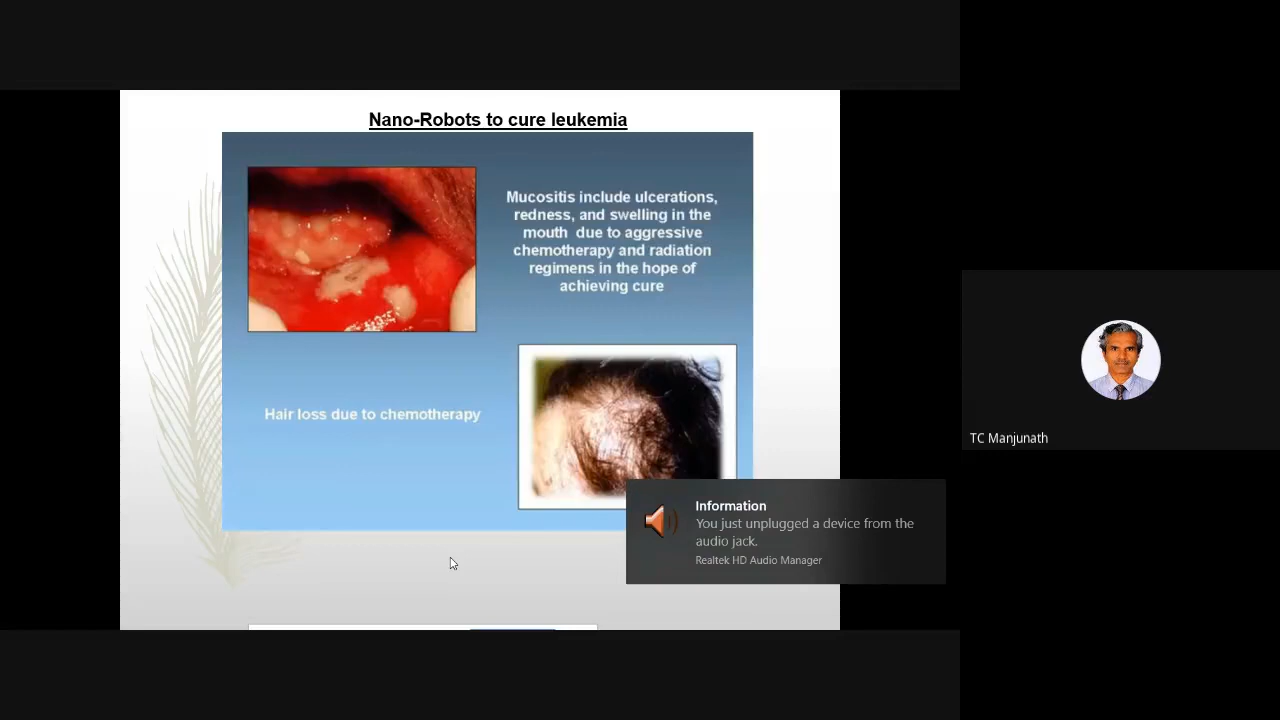 Nano-Robots to cure leukemia
Mucositis include ulcerations,
redness, and swelling in the
mouth due to aggressive
chemotherapy and radiation
regimens in the hope of
achieving cure
Hair loss due to chemotherapy
TC Manjunath
Information
You just unplugged a device from the
audio jack.
Realtek HD Audio Manager